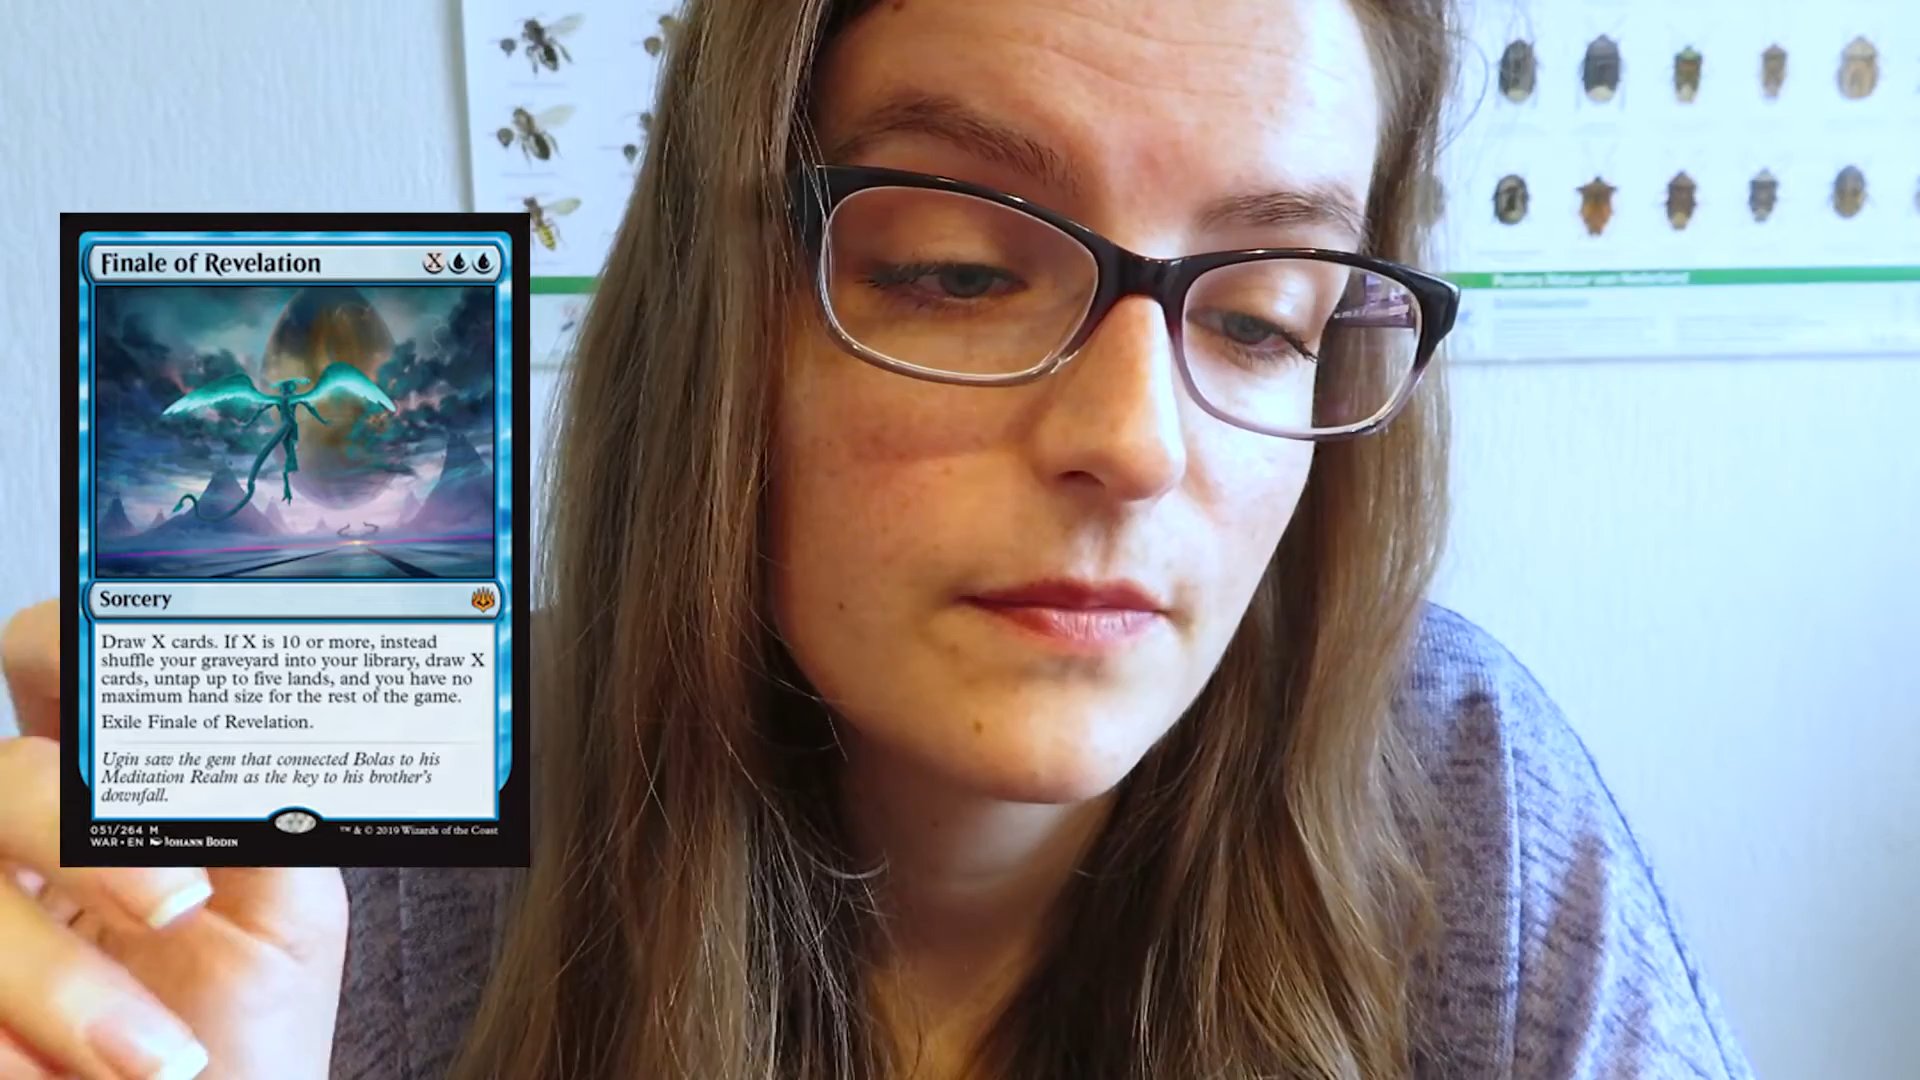 Finale of Revelation X
Sorcery
Draw X cards. If X is 10 or more, instead
shuffle your graveyard into your library, draw X
cards, untap up to five lands, and you have no
maximum hand size for the rest of the game.
Exile Finale of Revelation.
Ugin saw the gem that connected Bolas to his
Meditation Realm as the key to his brother's
downfall.
051/264 M
™ & © 2019 Wizards of the Coast
WAR • EN Johann Bodin